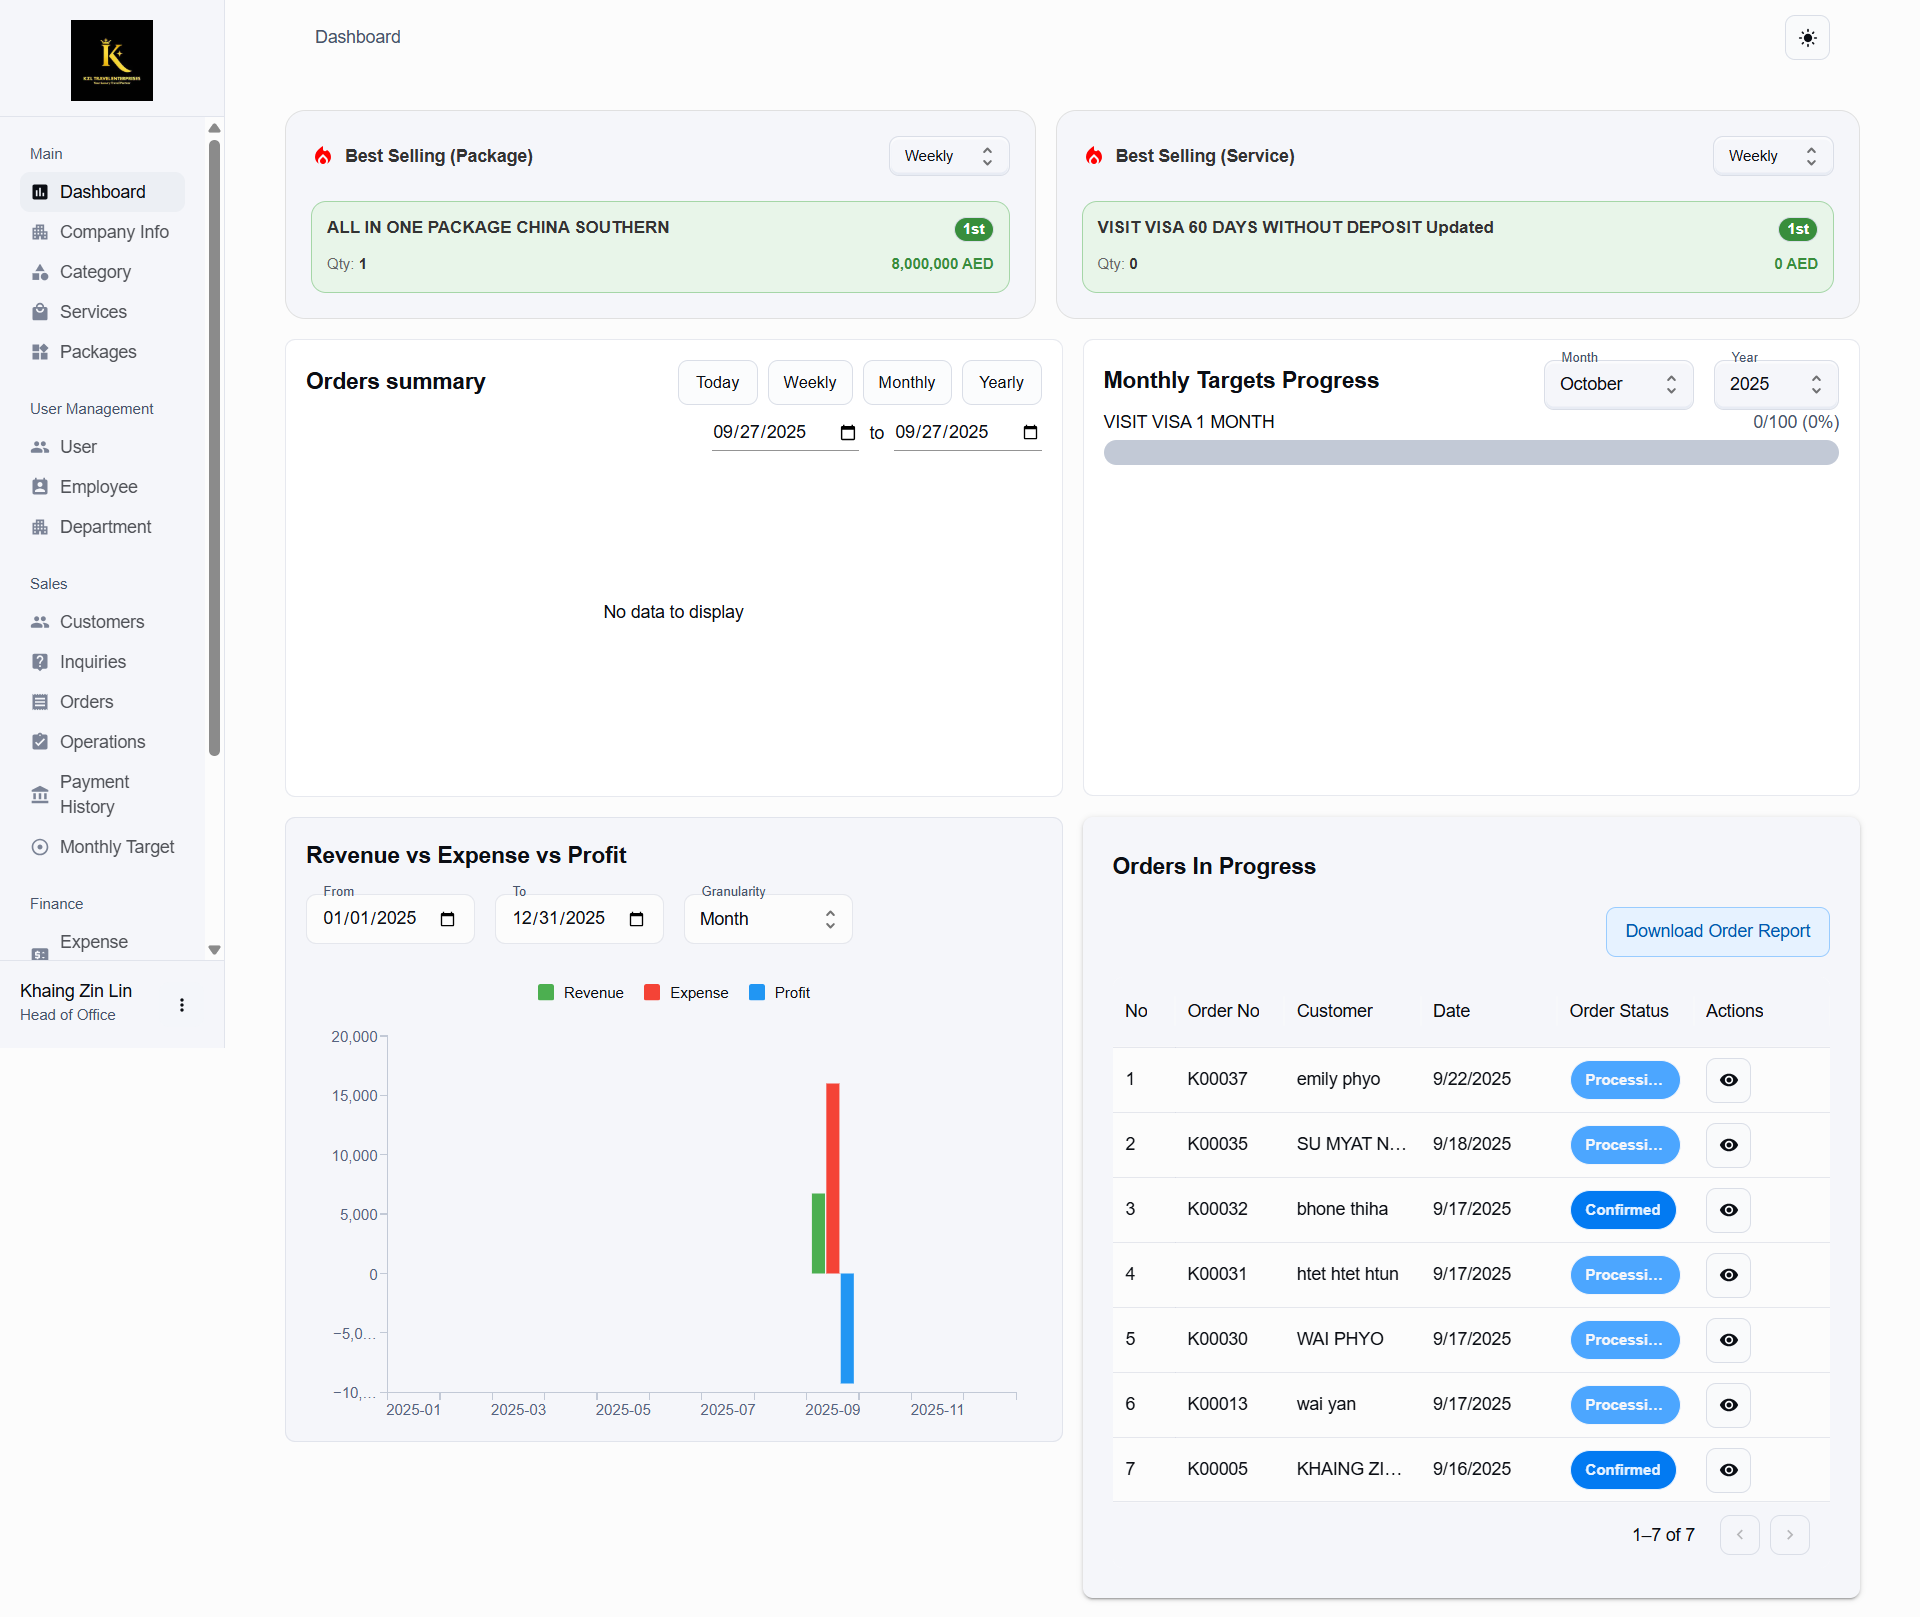 K
KZL TRAVEL ENTERPRISES
Main
Dashboard
Company Info
Category
Services
Packages
User Management
User
Employee
Department
Sales
Customers
Inquiries
Orders
Operations
Payment
History
Monthly Target
Finance
Expense
Khaing Zin Lin
Head of Office
Dashboard
Best Selling (Package)
Weekly
ALL IN ONE PACKAGE CHINA SOUTHERN
1st
Qty: 1
8,000,000 AED
Best Selling (Service)
Weekly
VISIT VISA 60 DAYS WITHOUT DEPOSIT Updated
1st
Qty: 0
0 AED
Orders summary
Today
Weekly
Monthly
Yearly
09/27/2025 to 09/27/2025
No data to display
Monthly Targets Progress
Month
October
Year
2025
VISIT VISA 1 MONTH
0/100 (0%)
Revenue vs Expense vs Profit
From
01/01/2025
To
12/31/2025
Granularity
Month
Revenue Expense Profit
20,000
15,000
10,000
5,000
0
−5,0…
−10,…
2025-01 2025-03 2025-05 2025-07 2025-09 2025-11
Orders In Progress
Download Order Report
No Order No Customer Date Order Status Actions
1 K00037 emily phyo 9/22/2025 Processi…
2 K00035 SU MYAT N… 9/18/2025 Processi…
3 K00032 bhone thiha 9/17/2025 Confirmed
4 K00031 htet htet htun 9/17/2025 Processi…
5 K00030 WAI PHYO 9/17/2025 Processi…
6 K00013 wai yan 9/17/2025 Processi…
7 K00005 KHAING ZI… 9/16/2025 Confirmed
1–7 of 7